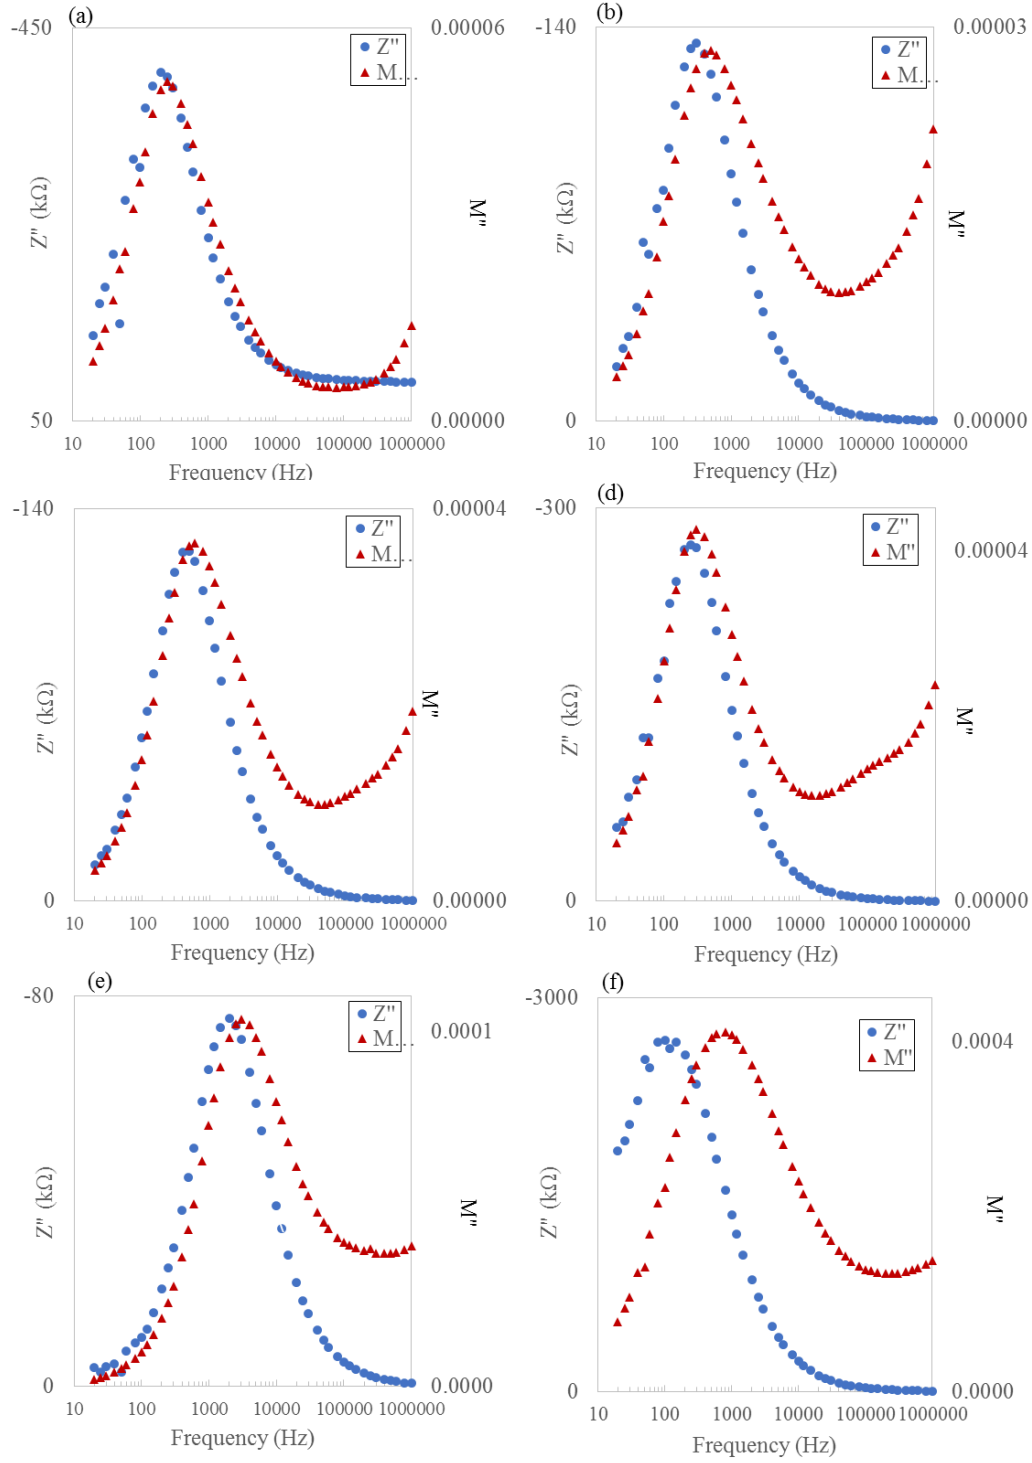 (a)
-450
0.00006
Z"
M...
Z" (kΩ)
M"
50
0.00000
10 100 1000 10000 100000 1000000
Frequency (Hz)
(b)
-140
0.00003
Z"
M...
Z" (kΩ)
M"
0
0.00000
10 100 1000 10000 100000 1000000
Frequency (Hz)
-140
0.00004
Z"
M...
Z" (kΩ)
M"
0
0.00000
10 100 1000 10000 100000 1000000
Frequency (Hz)
(d)
-300
0.00004
Z"
M"
Z" (kΩ)
M"
0
0.00000
10 100 1000 10000 100000 1000000
Frequency (Hz)
(e)
-80
0.0001
Z"
M...
Z" (kΩ)
M"
0
0.0000
10 100 1000 10000 100000 1000000
Frequency (Hz)
(f)
-3000
0.0004
Z"
M"
Z" (kΩ)
M"
0
0.0000
10 100 1000 10000 100000 1000000
Frequency (Hz)